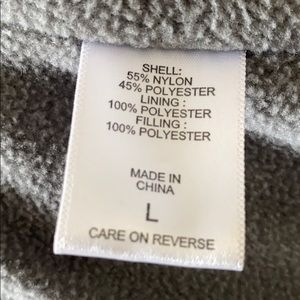 SHELL:
55% NYLON
45% POLYESTER
LINING :
100% POLYESTER
FILLING :
100% POLYESTER
MADE IN
CHINA
L
CARE ON REVERSE